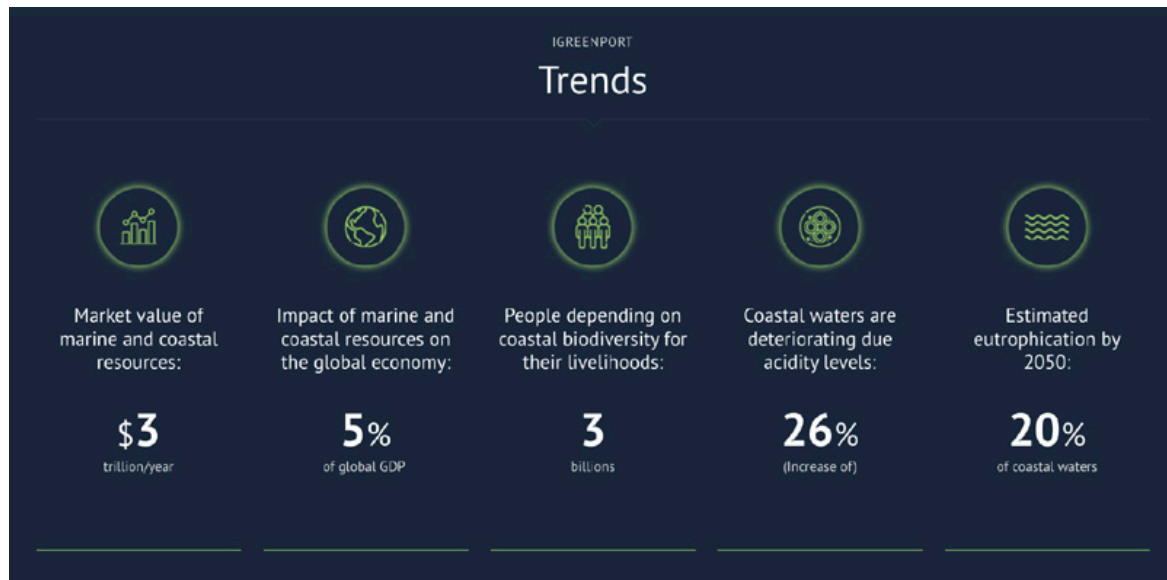 IGREENPORT
Trends
Market value of
marine and coastal
resources:
$3
trillion/year
Impact of marine and
coastal resources on
the global economy:
5%
of global GDP
People depending on
coastal biodiversity for
their livelihoods:
3
billions
Coastal waters are
deteriorating due
acidity levels:
26%
(Increase of)
Estimated
eutrophication by
2050:
20%
of coastal waters